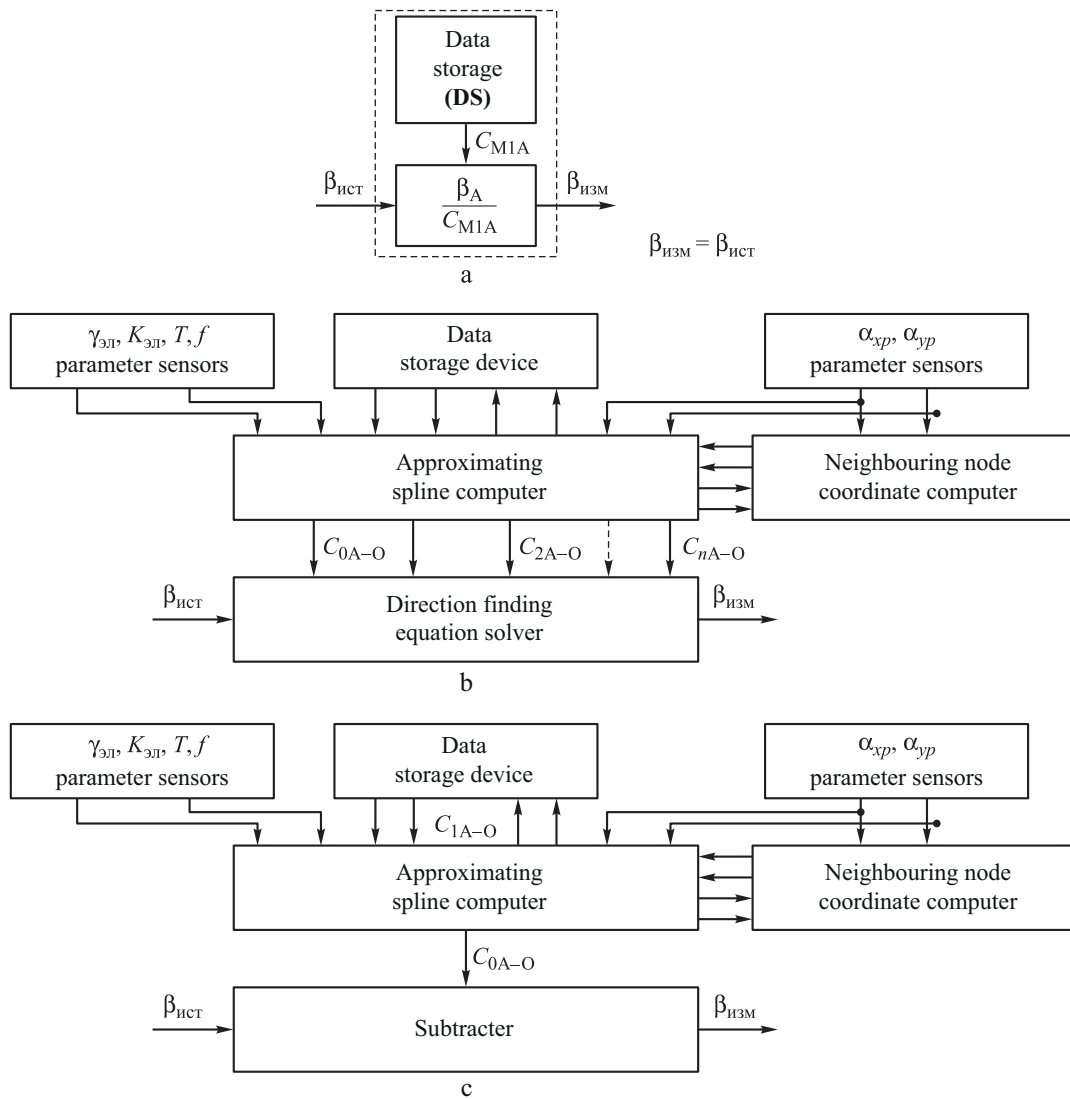 Data
storage
(DS)
C_M1A
β_ист
β_A
C_M1A
β_изм
β_изм = β_ист
a
γ_эл, K_эл, T, f
parameter sensors
Data
storage device
α_xp, α_yp
parameter sensors
Approximating
spline computer
Neighbouring node
coordinate computer
C_0A–O
C_2A–O
C_nA–O
β_ист
Direction finding
equation solver
β_изм
b
γ_эл, K_эл, T, f
parameter sensors
Data
storage device
α_xp, α_yp
parameter sensors
C_1A–O
Approximating
spline computer
Neighbouring node
coordinate computer
C_0A–O
β_ист
Subtracter
β_изм
c